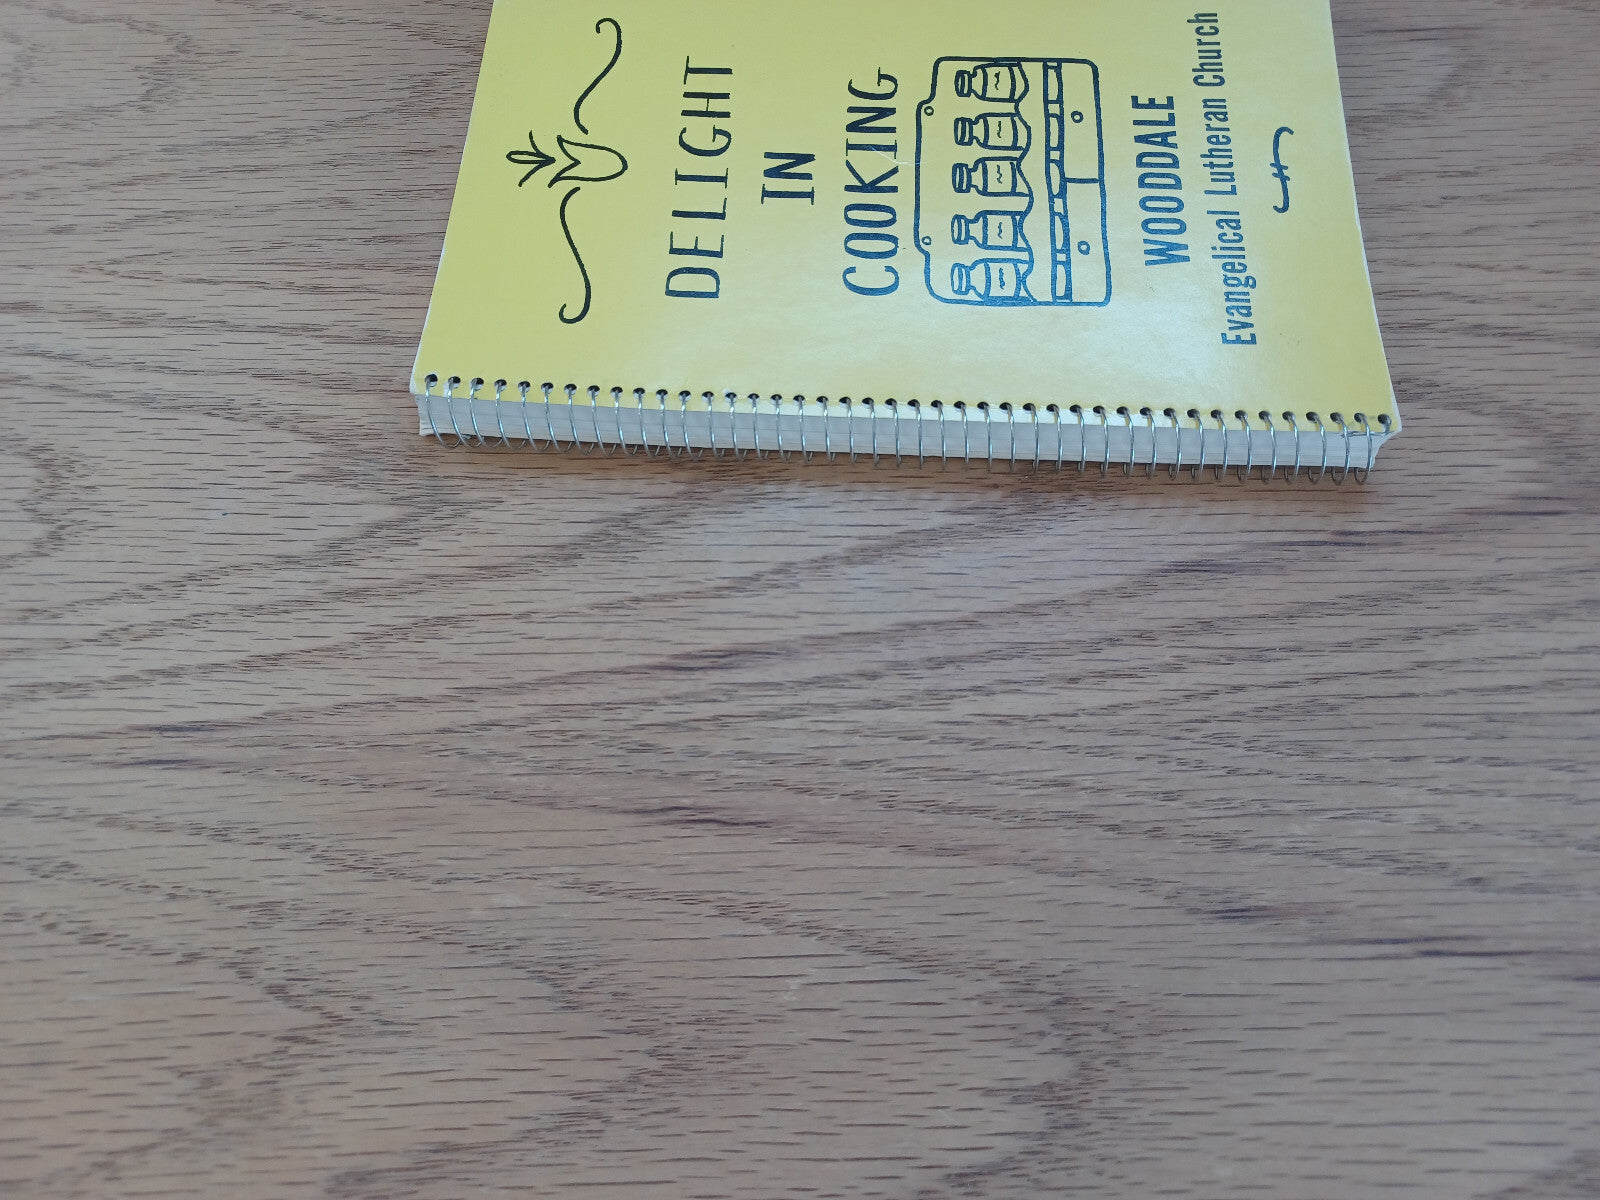 DELIGHT
IN
COOKING
WOODDALE
Evangelical Lutheran Church